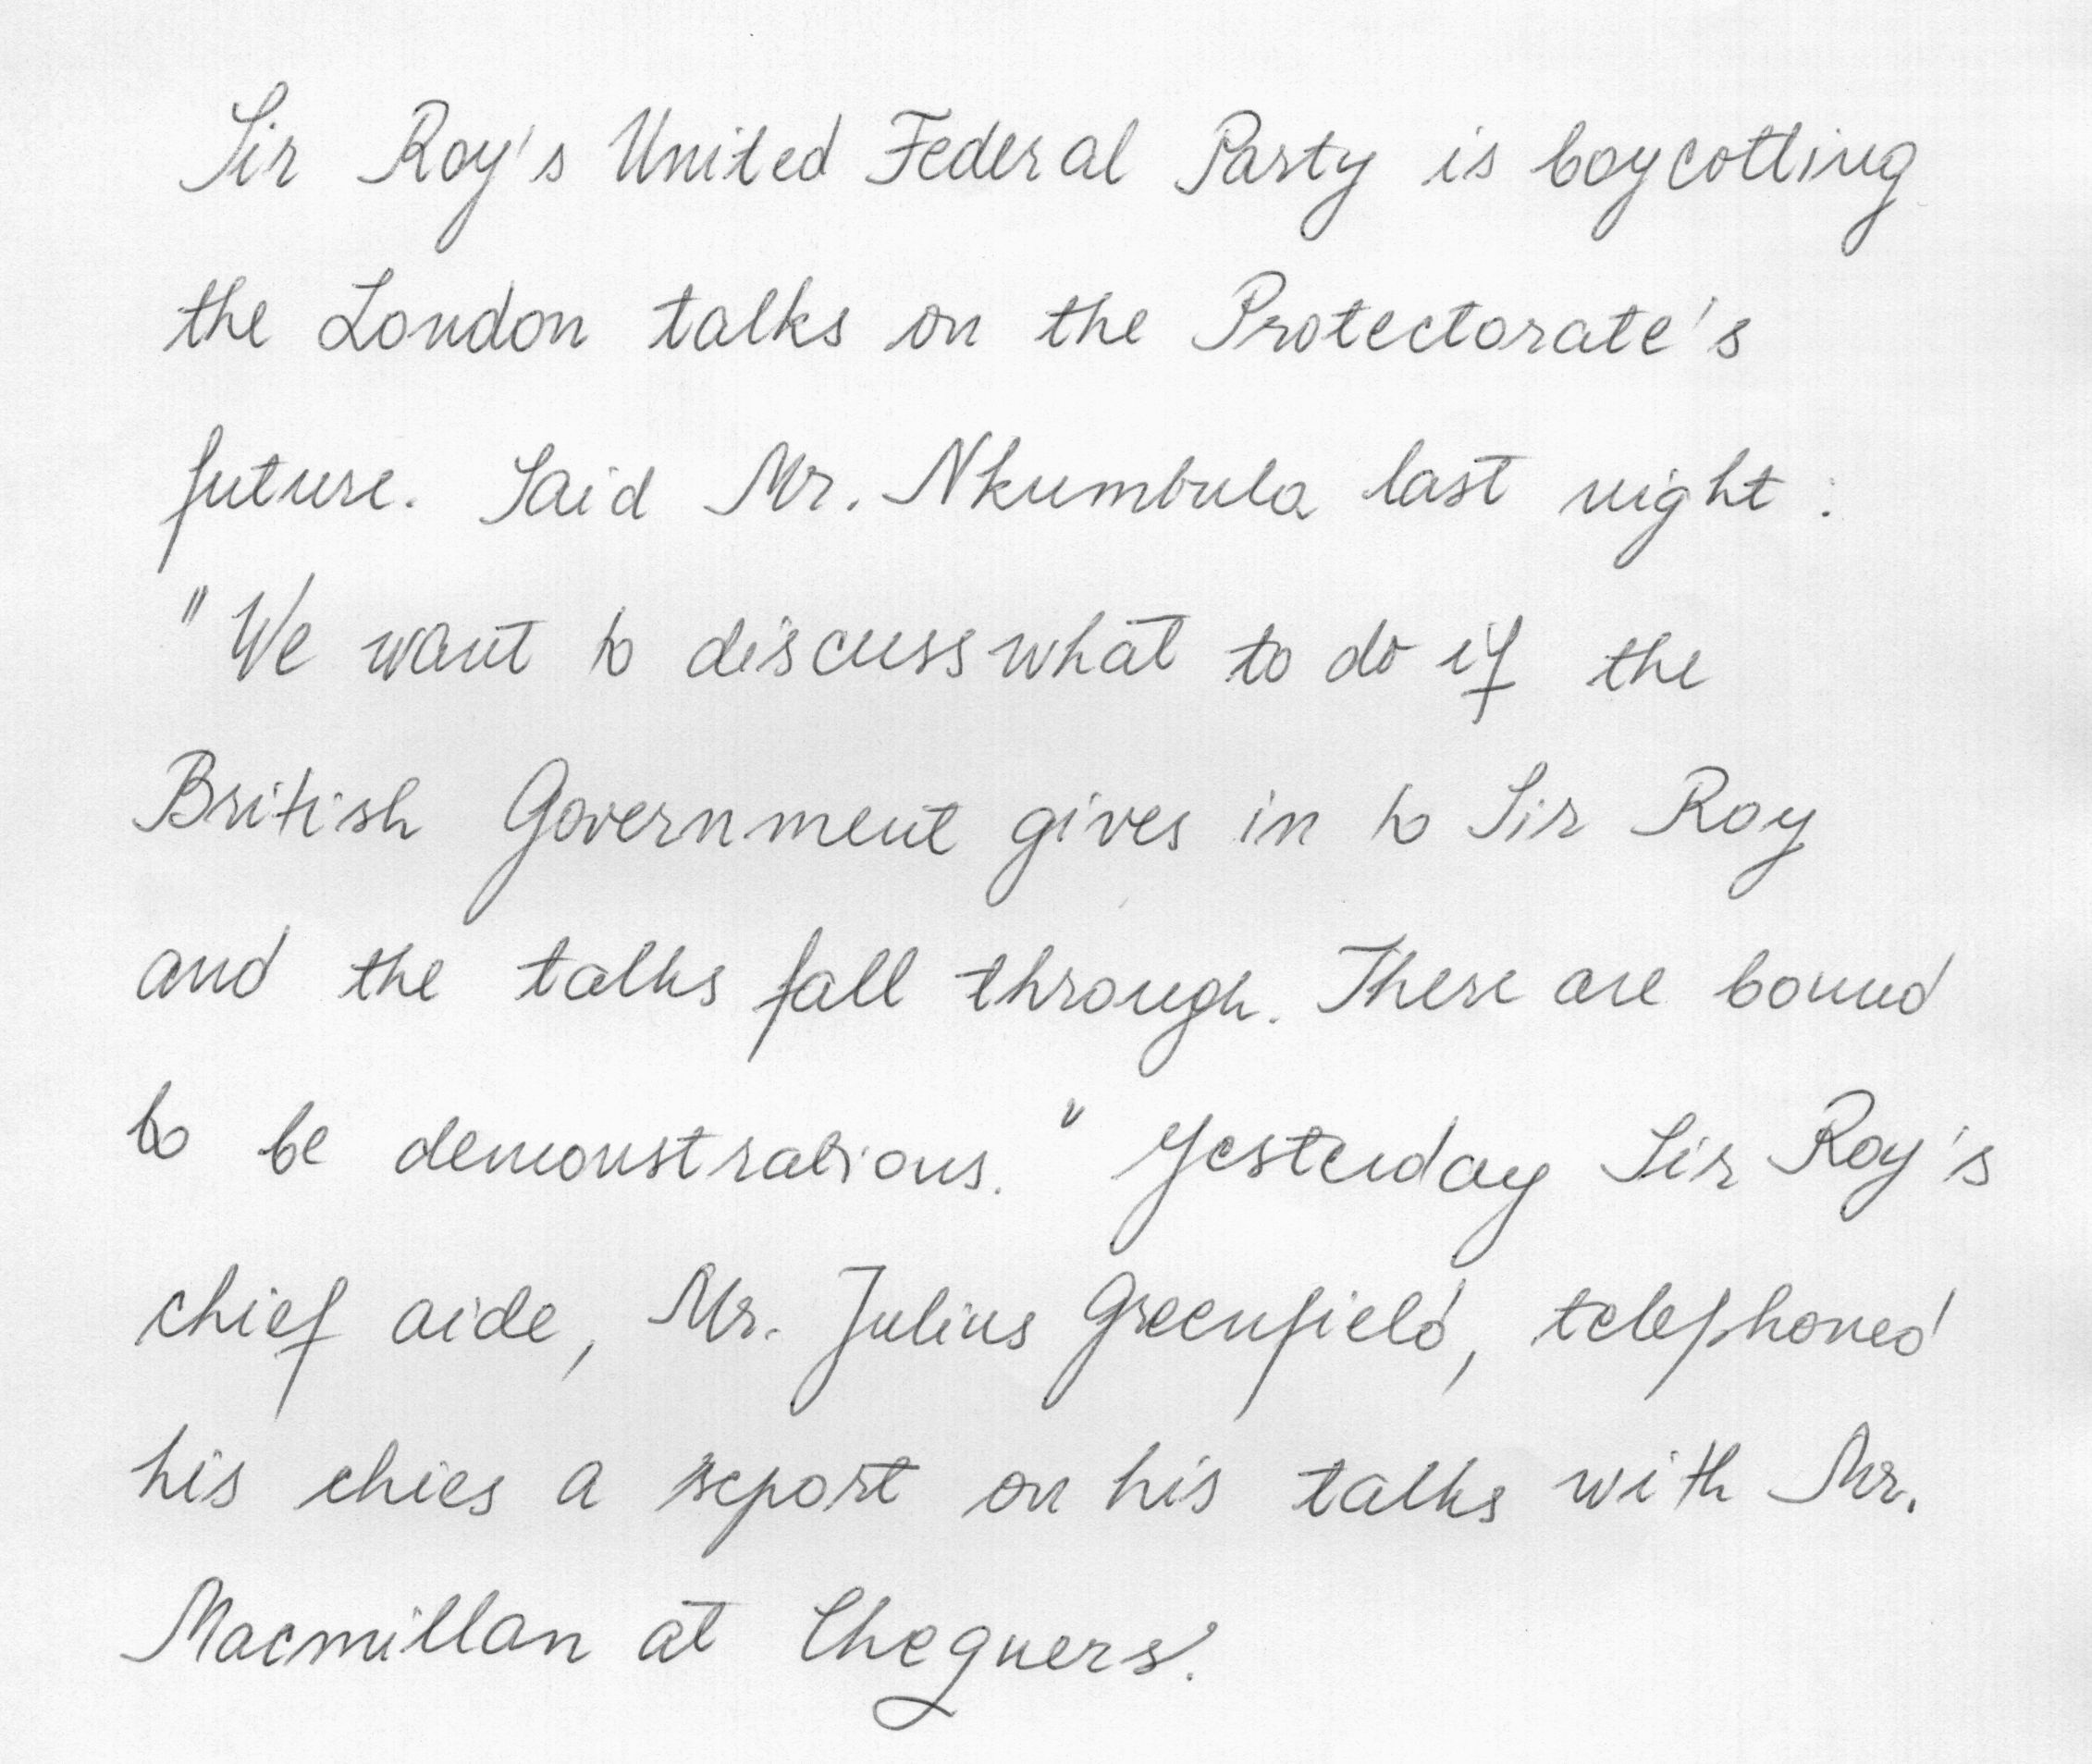 Sir Roy's United Federal Party is boycotting
the London talks on the Protectorate's
future. Said Mr. Nkumbula last night :
"We want to discuss what to do if the
British Government gives in to Sir Roy
and the talks fall through. There are bound
to be demonstrations." Yesterday Sir Roy's
chief aide, Mr. Julius Greenfield, telephoned
his chies a report on his talks with Mr.
Macmillan at Chequers.